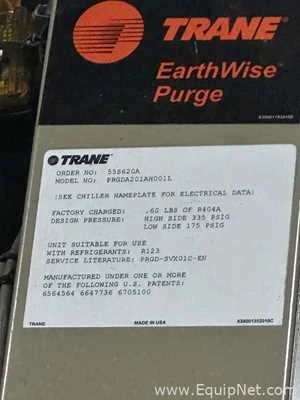 TRANE
EarthWise
Purge
TRANE
ORDER NO: 55S620A
MODEL NO: PRGDA201AH001L
(SEE CHILLER NAMEPLATE FOR ELECTRICAL DATA)
FACTORY CHARGED: .60 LBS OF R404A
DESIGN PRESSURE: HIGH SIDE 335 PSIG
LOW SIDE 175 PSIG
UNIT SUITABLE FOR USE
WITH REFRIGERANTS: R123
SERVICE LITERATURE: PRGD-SVX01C-EN
MANUFACTURED UNDER ONE OR MORE
OF THE FOLLOWING U.S. PATENTS:
6564564 6647736 6705100
TRANE MADE IN USA
www.EquipNet.com